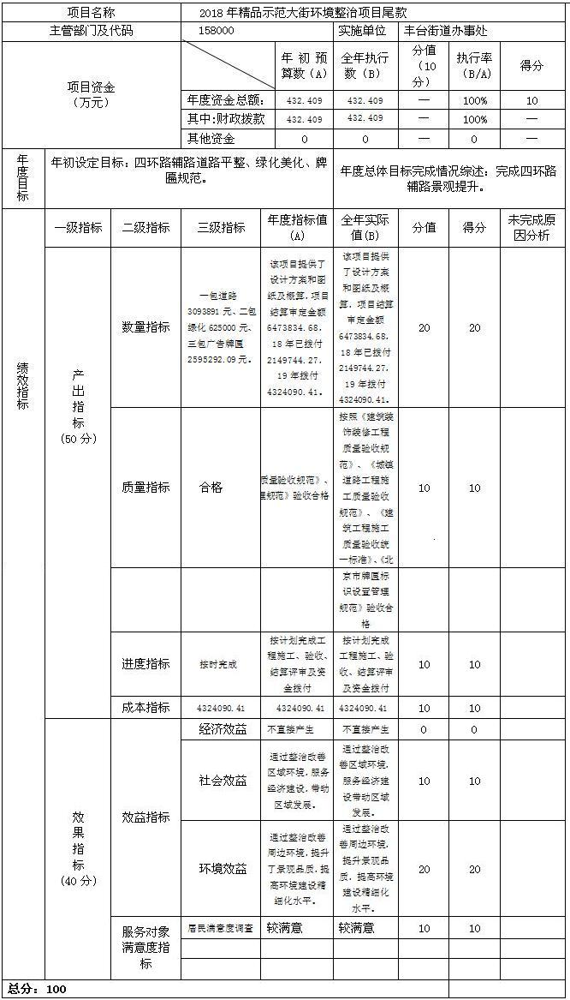 项目名称 2018年精品示范大街环境整治项目尾款
主管部门及代码 158000 实施单位 丰台街道办事处
项目资金
（万元）
年 初 预
算数（A）
全年执行
数（B）
分值
（10
分）
执行率
（B/A）
得分
年度资金总额： 432.409 432.409 — 100% 10
其中:财政拨款 432.409 432.409 — 100% —
其他资金 0 0 — 0 —
年度目标
年初设定目标：四环路辅路道路平整、绿化美化、牌
匾规范。
年度总体目标完成情况综述：完成四环路
辅路景观提升。
绩效指标
一级指标 二级指标 三级指标
年度指标值
(A)
全年实际
值(B)
分值 得分
未完成原
因分析
产
出
指
标
(50分)
数量指标
一包道路
3093891元、二包
绿化625000元、
三包广告牌匾
2595292.09元。
该项目提供了
设计方案和图
纸及概算，项目
结算审定金额
6473834.68，
18年已拨付
2149744.27，
19年拨付
4324090.41。
该项目提供
了设计方案
和图纸及概
算，项目结算
审定金额
6473834.68，
18年已拨付
2149744.27，
19年拨付
4324090.41。
20 20
质量指标 合格
质量验收规范》、
规范》验收合格
按照《建筑装
饰装修工程
质量验收规
范》、《城镇
道路工程施
工质量验收
规范》、《建
筑工程施工
质量验收统
一标准》、《北
京市牌匾标
识设置管理
规范》验收合
格
10 10
进度指标 按时完成
按计划完成工
程施工、验收、
结算评审及资
金拨付
按计划完成
工程施工、验
收、结算评审
及资金拨付
10 10
成本指标 4324090.41 4324090.41 4324090.41 10 10
效
果
指
标
(40分)
效益指标
经济效益 不直接产生 不直接产生 0 0
社会效益
通过整治改善
区域环境，服务
经济建设，带动
区域发展。
通过整治改
善区域环境，
服务经济建
设带动区域
发展。
10 10
环境效益
通过整治改善
周边环境，提升
了景观品质，提
高环境建设精
细化水平。
通过整治改
善周边环境，
提升景观品
质，提高环境
建设精细化
水平。
20 20
服务对象
满意度指
标
居民满意度调查 较满意 较满意 10 10
总分：100